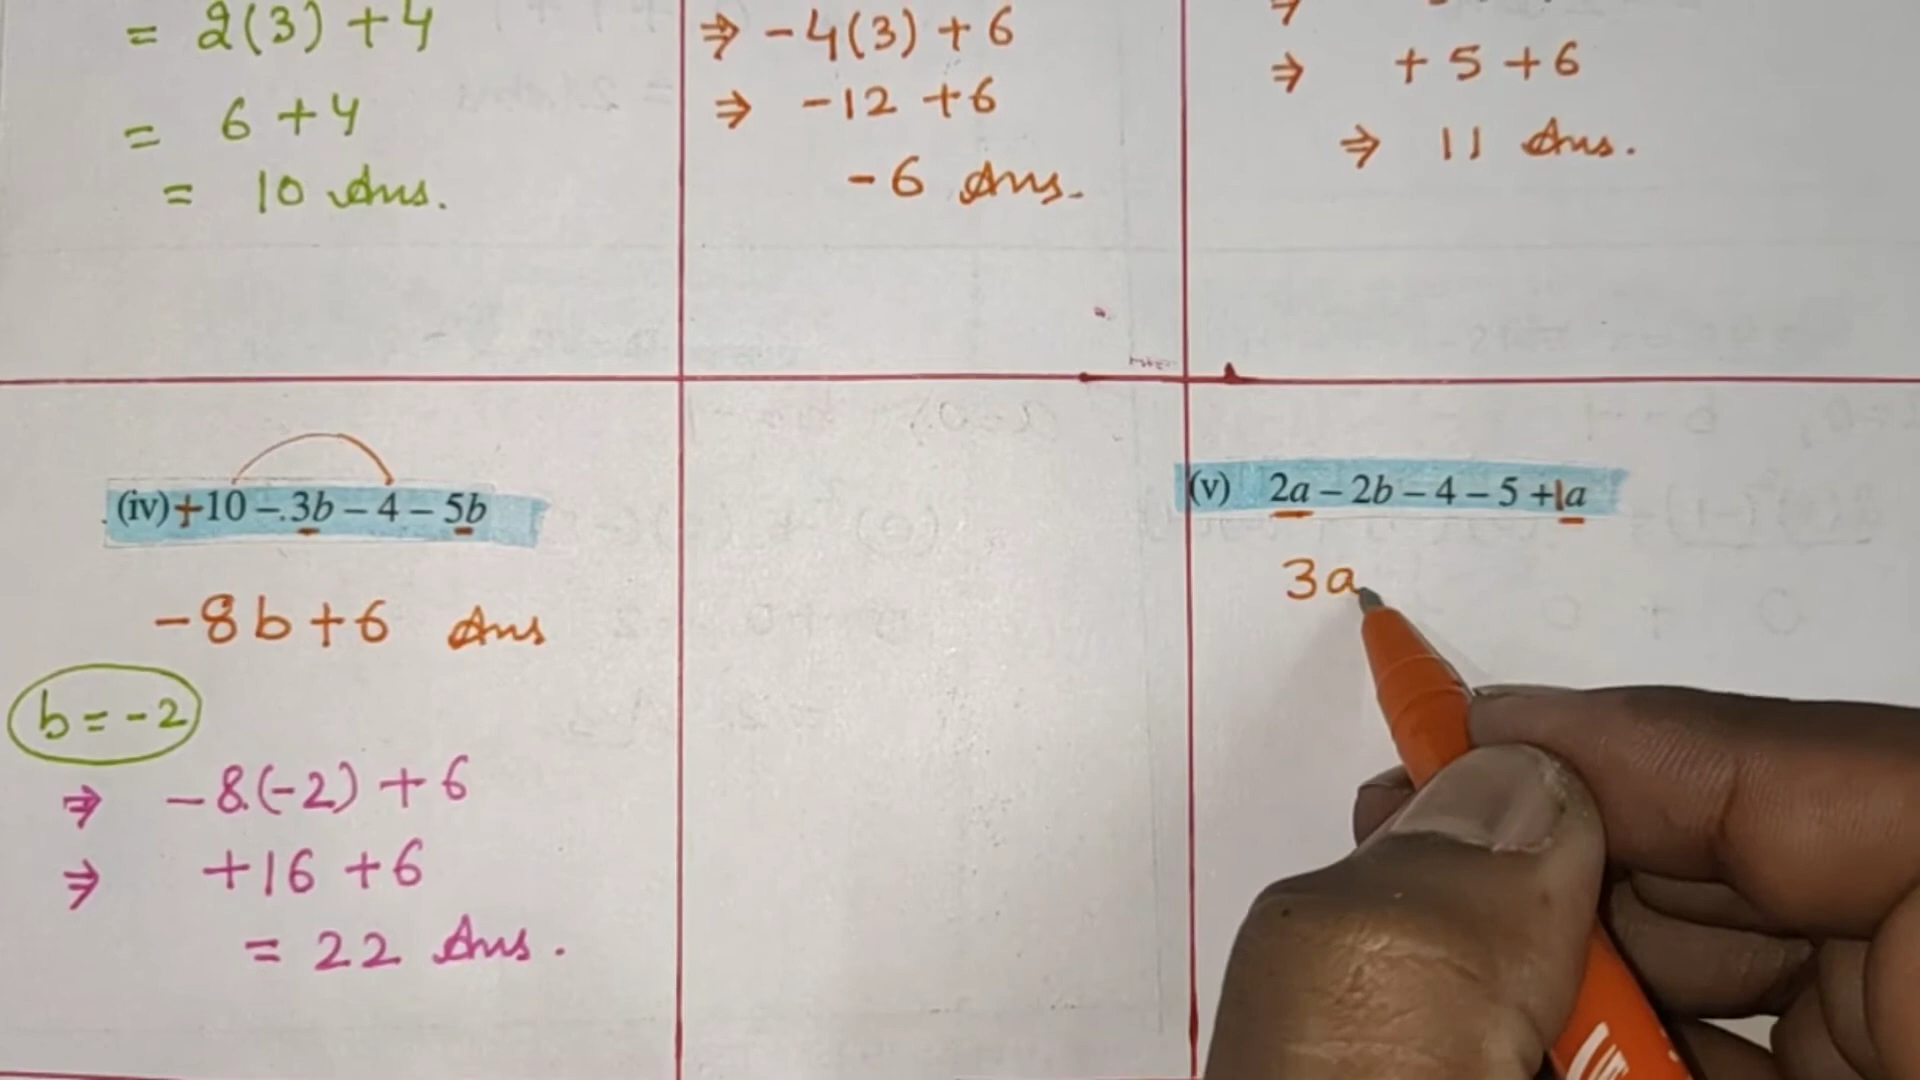 = 2(3) + 4
= 6 + 4
= 10 Ans.
⇒ -4(3) + 6
⇒ -12 + 6
-6 Ans.
⇒
⇒ + 5 + 6
⇒ 11 Ans.
(iv) + 10 – 3b – 4 – 5b
-8b + 6 Ans
b = -2
⇒ -8.(-2) + 6
⇒ +16 + 6
= 22 Ans.
(v) 2a – 2b – 4 – 5 + 1a
3a